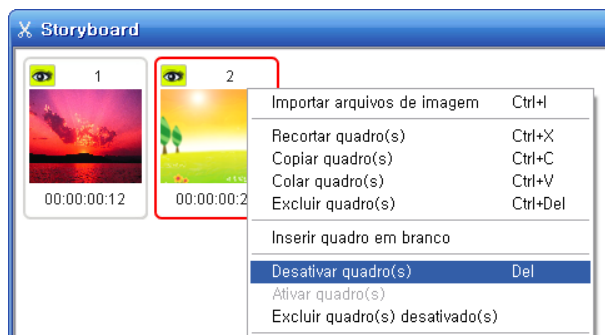 Storyboard
1
2
00:00:00:12
00:00:00:2
Importar arquivos de imagem Ctrl+I
Recortar quadro(s) Ctrl+X
Copiar quadro(s) Ctrl+C
Colar quadro(s) Ctrl+V
Excluir quadro(s) Ctrl+Del
Inserir quadro em branco
Desativar quadro(s) Del
Ativar quadro(s)
Excluir quadro(s) desativado(s)